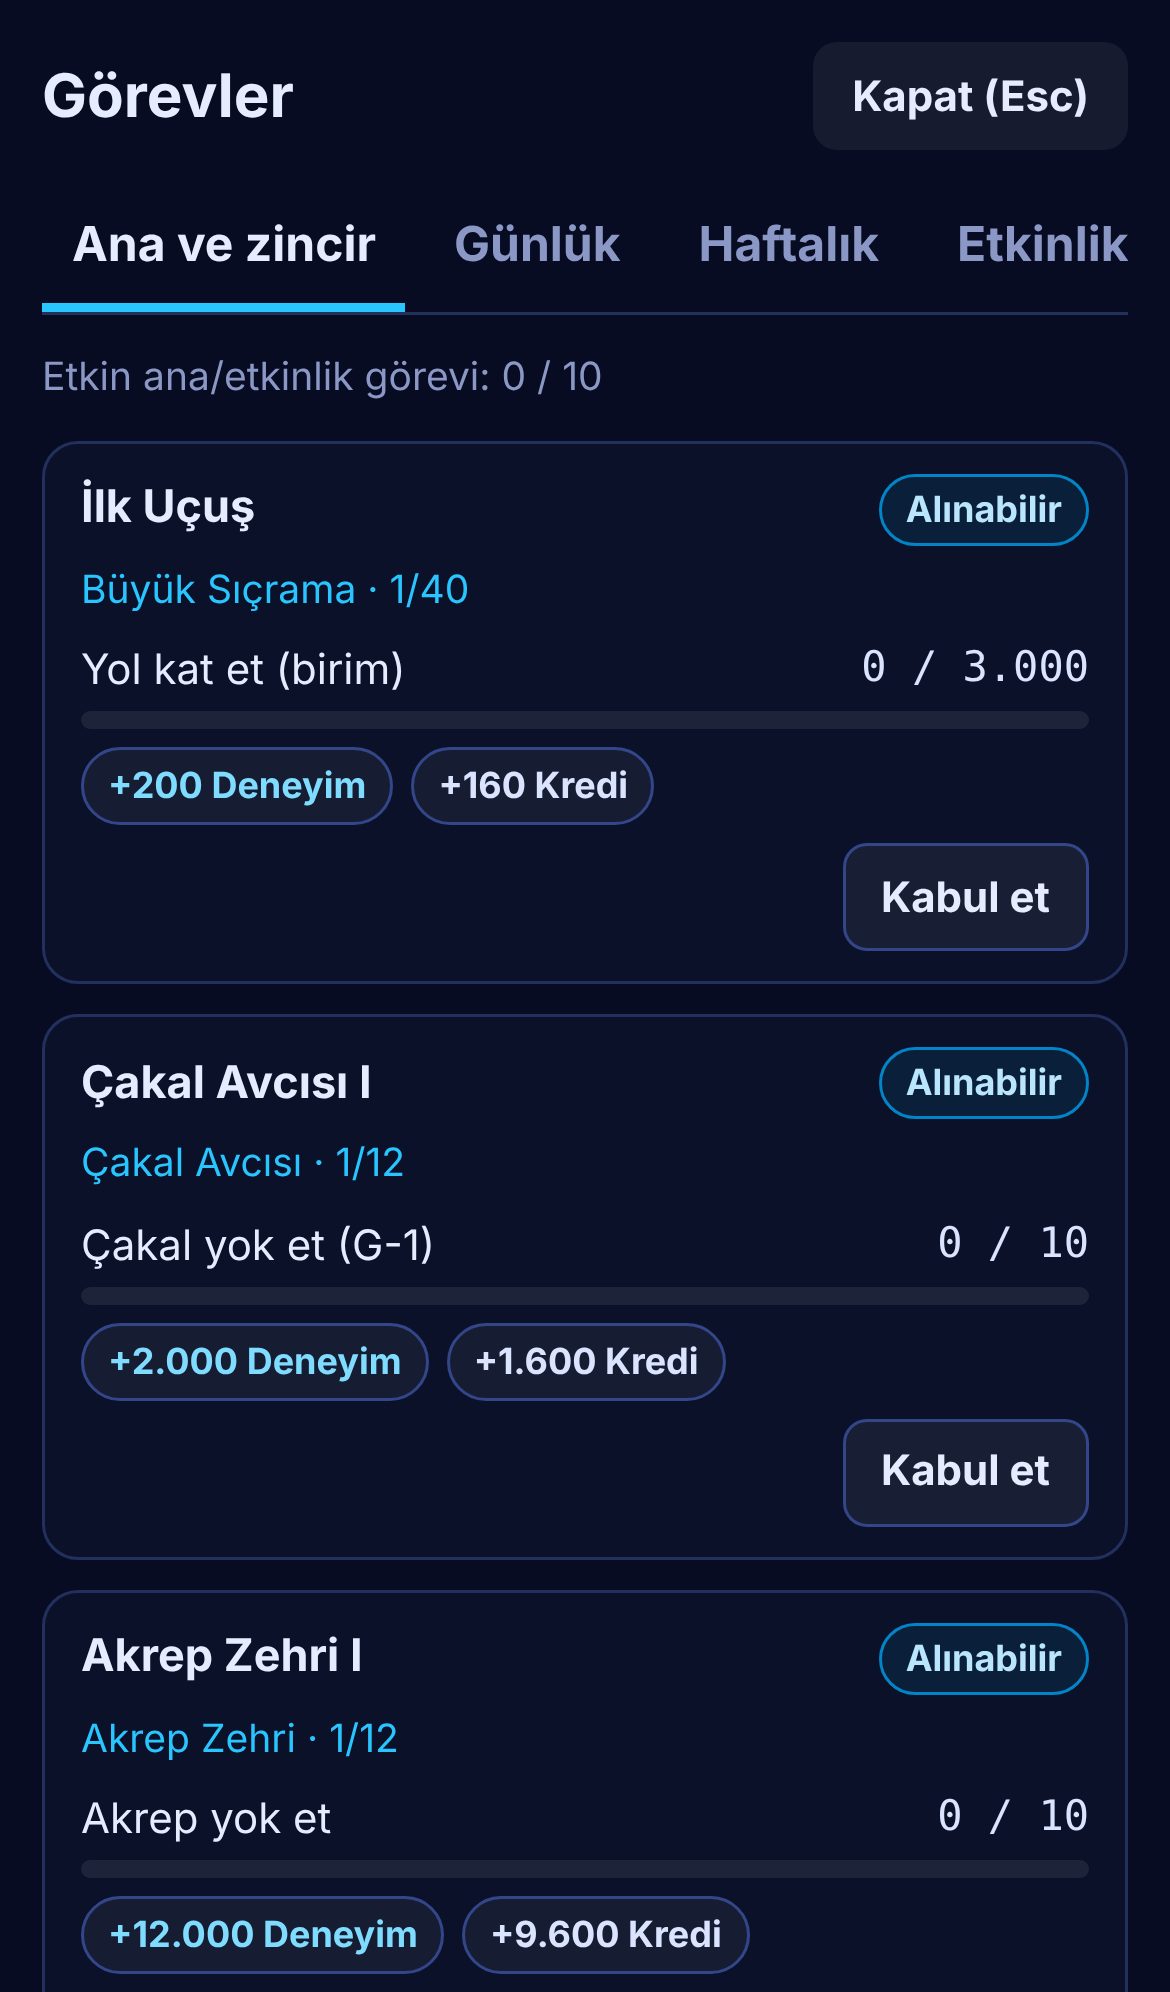 Görevler
Kapat (Esc)
Ana ve zincir Günlük Haftalık Etkinlik
Etkin ana/etkinlik görevi: 0 / 10
İlk Uçuş
Alınabilir
Büyük Sıçrama · 1/40
Yol kat et (birim) 0 / 3.000
+200 Deneyim +160 Kredi
Kabul et
Çakal Avcısı I
Alınabilir
Çakal Avcısı · 1/12
Çakal yok et (G-1) 0 / 10
+2.000 Deneyim +1.600 Kredi
Kabul et
Akrep Zehri I
Alınabilir
Akrep Zehri · 1/12
Akrep yok et 0 / 10
+12.000 Deneyim +9.600 Kredi